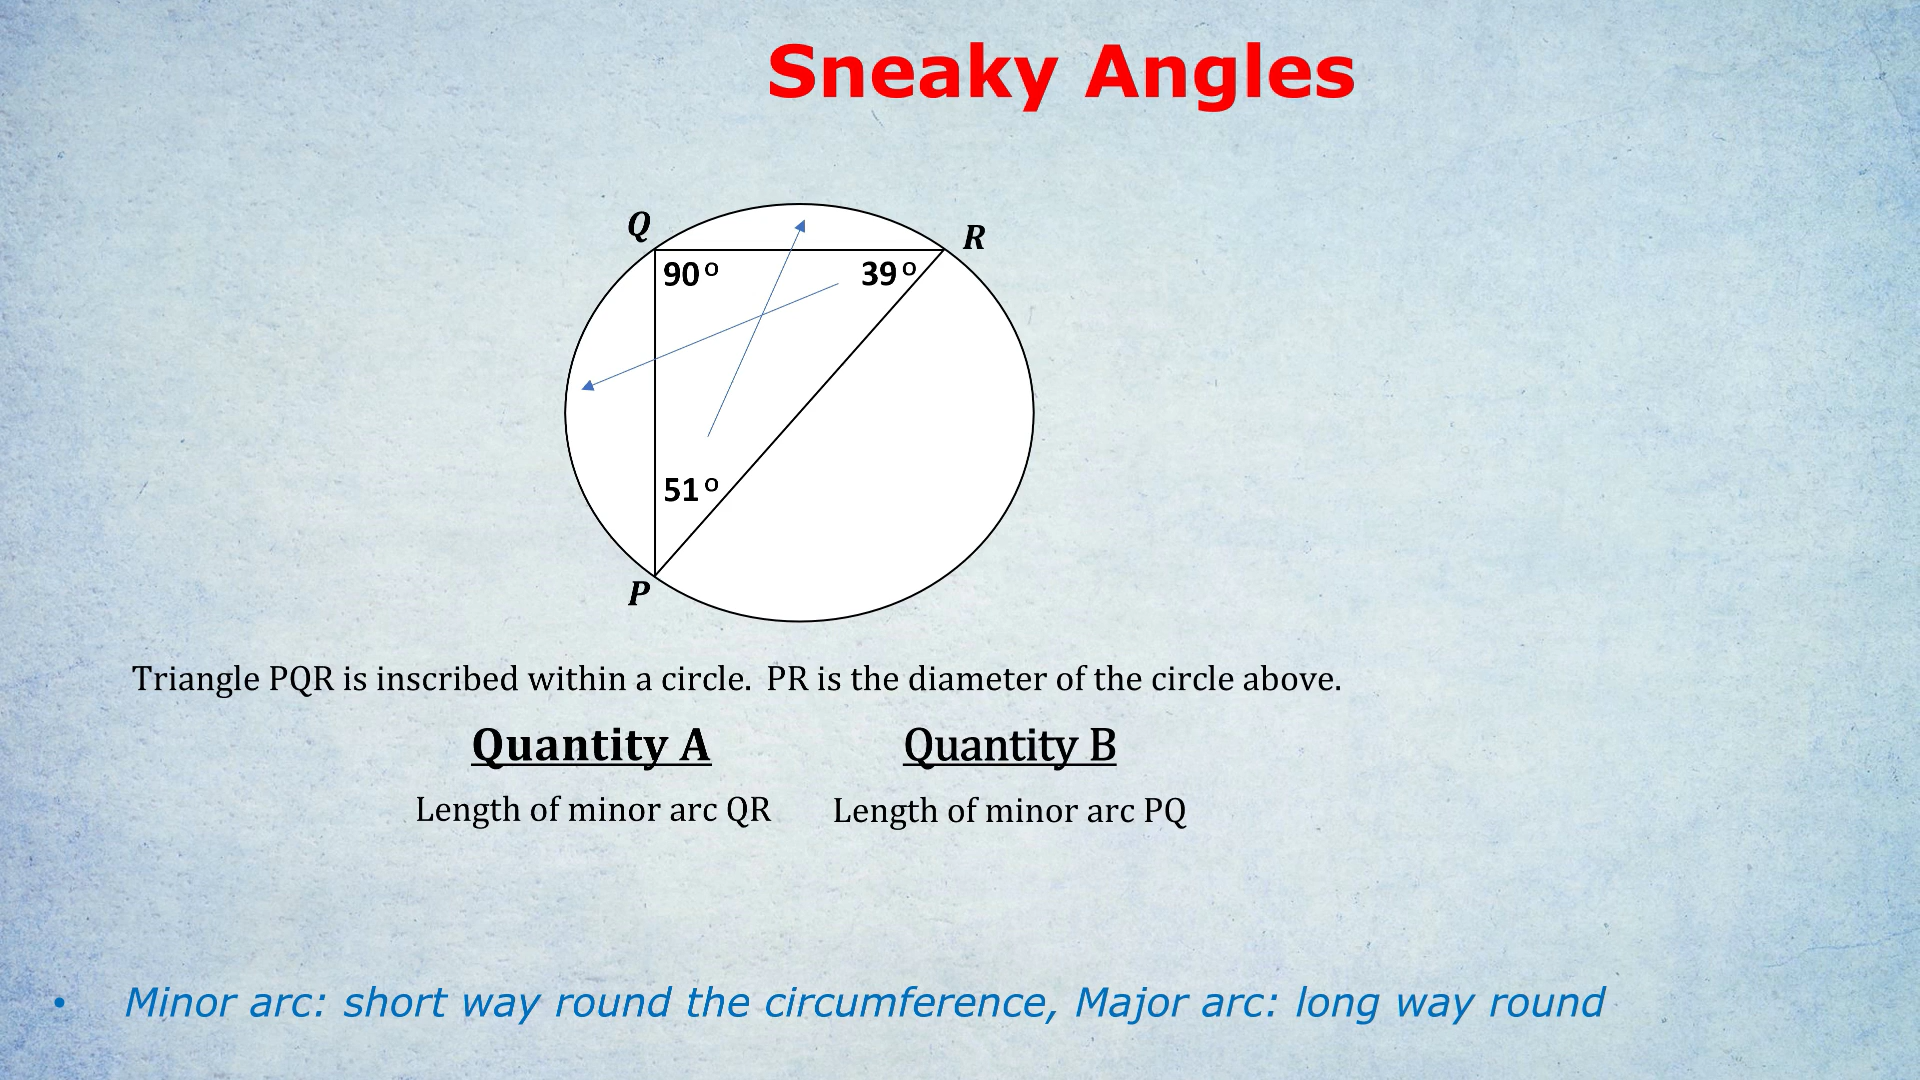 Sneaky Angles
Q
R
90°
39°
51°
P
Triangle PQR is inscribed within a circle. PR is the diameter of the circle above.
Quantity A Quantity B
Length of minor arc QR Length of minor arc PQ
• Minor arc: short way round the circumference, Major arc: long way round